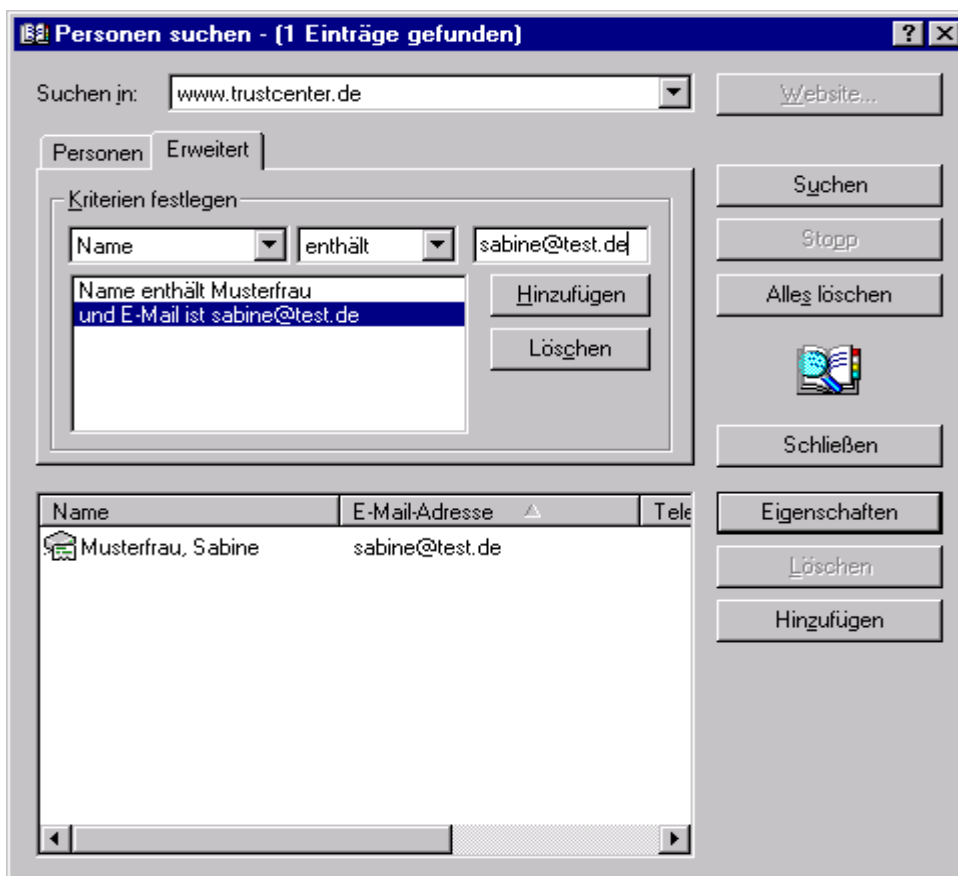 Personen suchen - (1 Einträge gefunden)
Suchen in: www.trustcenter.de Website...
Personen Erweitert
Kriterien festlegen
Name enthält sabine@test.de
Name enthält Musterfrau
und E-Mail ist sabine@test.de
Hinzufügen
Löschen
Suchen
Stopp
Alles löschen
Schließen
Name E-Mail-Adresse Tele
Musterfrau, Sabine sabine@test.de
Eigenschaften
Löschen
Hinzufügen